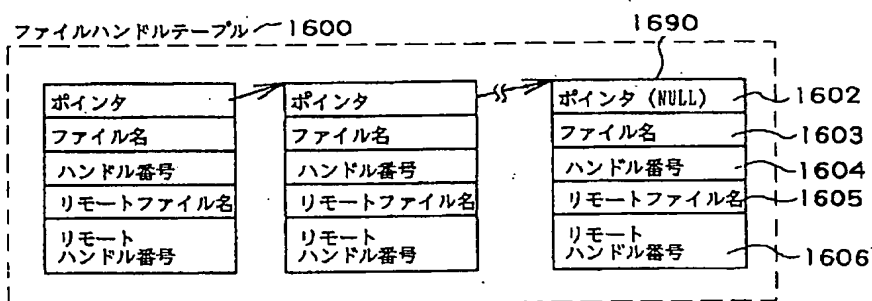 ファイルハンドルテーブル 1600
1690
ポインタ
ファイル名
ハンドル番号
リモートファイル名
リモート
ハンドル番号
ポインタ
ファイル名
ハンドル番号
リモートファイル名
リモート
ハンドル番号
ポインタ (NULL) 1602
ファイル名 1603
ハンドル番号 1604
リモートファイル名 1605
リモート
ハンドル番号 1606